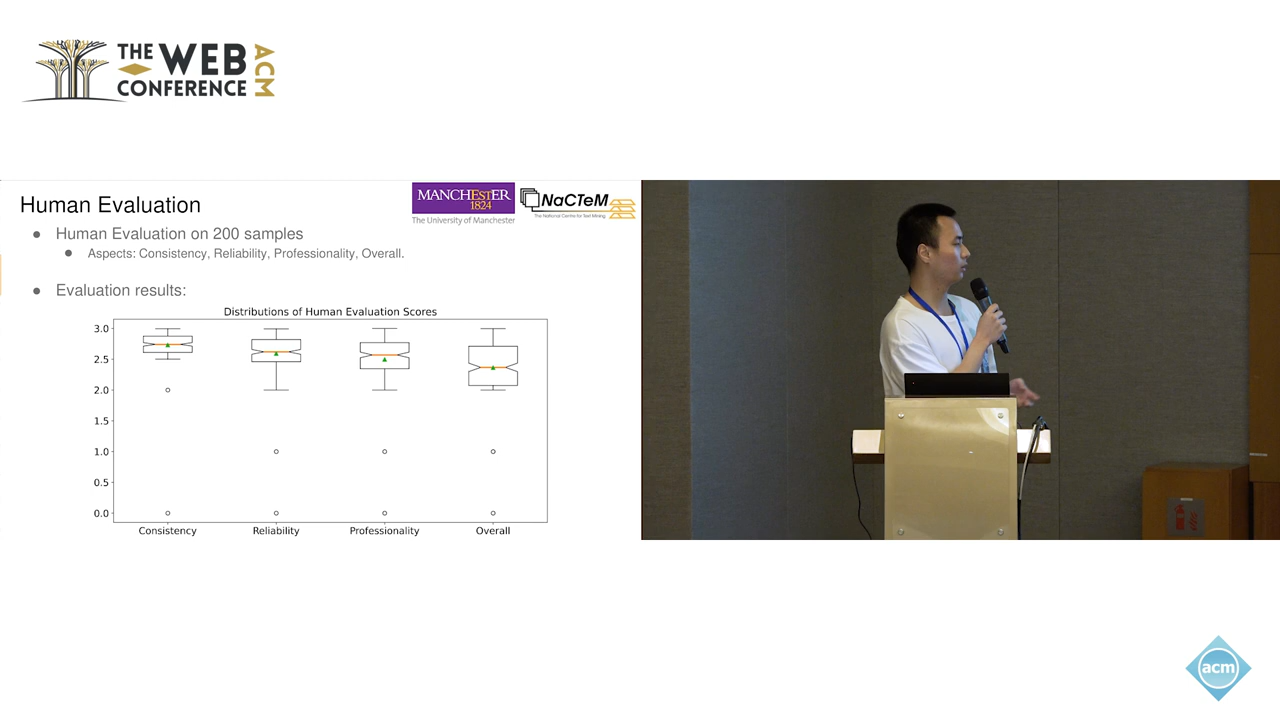 THE WEB
CONFERENCE
ACM
Human Evaluation
MANCHESTER
1824
The University of Manchester
NaCTeM
The National Centre for Text Mining
● Human Evaluation on 200 samples
● Aspects: Consistency, Reliability, Professionality, Overall.
● Evaluation results:
Distributions of Human Evaluation Scores
3.0
2.5
2.0
1.5
1.0
0.5
0.0
Consistency Reliability Professionality Overall
acm